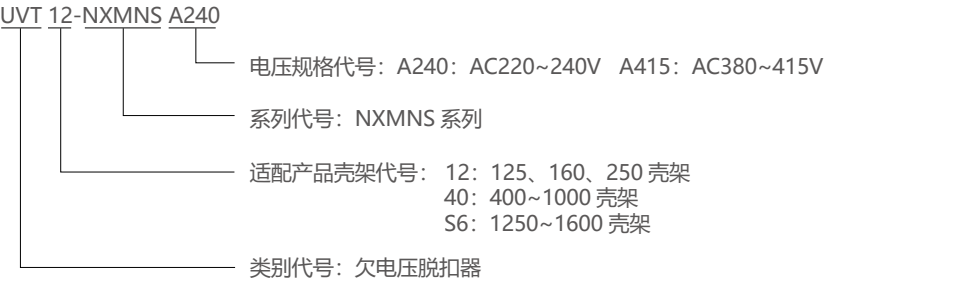 UVT 12-NXMNS A240
电压规格代号：A240：AC220~240V A415：AC380~415V
系列代号：NXMNS 系列
适配产品壳架代号： 12：125、160、250 壳架
40：400~1000 壳架
S6：1250~1600 壳架
类别代号：欠电压脱扣器